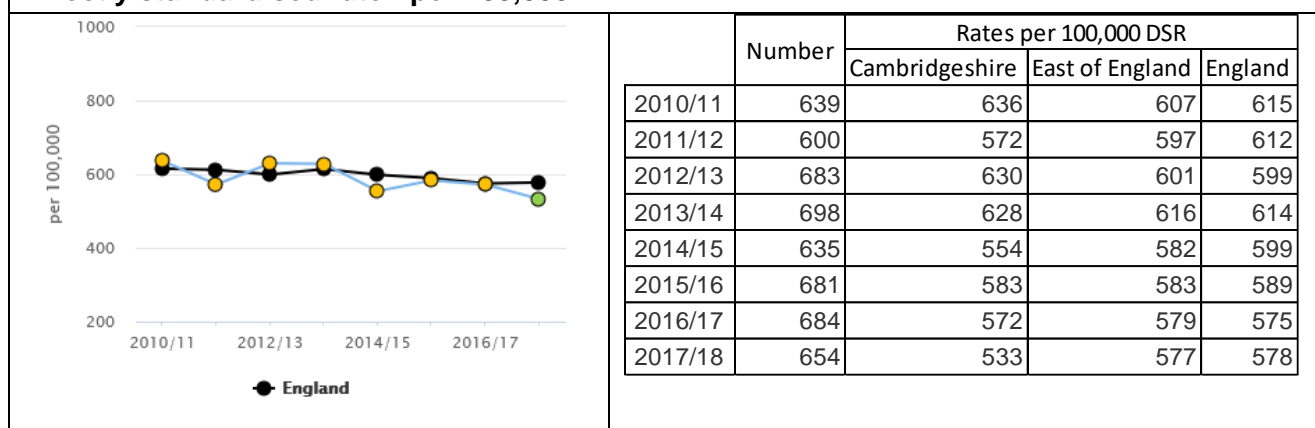 1000
800
600
400
200
per 100,000
2010/11 2012/13 2014/15 2016/17
England
Number Rates per 100,000 DSR
Cambridgeshire East of England England
2010/11 639 636 607 615
2011/12 600 572 597 612
2012/13 683 630 601 599
2013/14 698 628 616 614
2014/15 635 554 582 599
2015/16 681 583 583 589
2016/17 684 572 579 575
2017/18 654 533 577 578